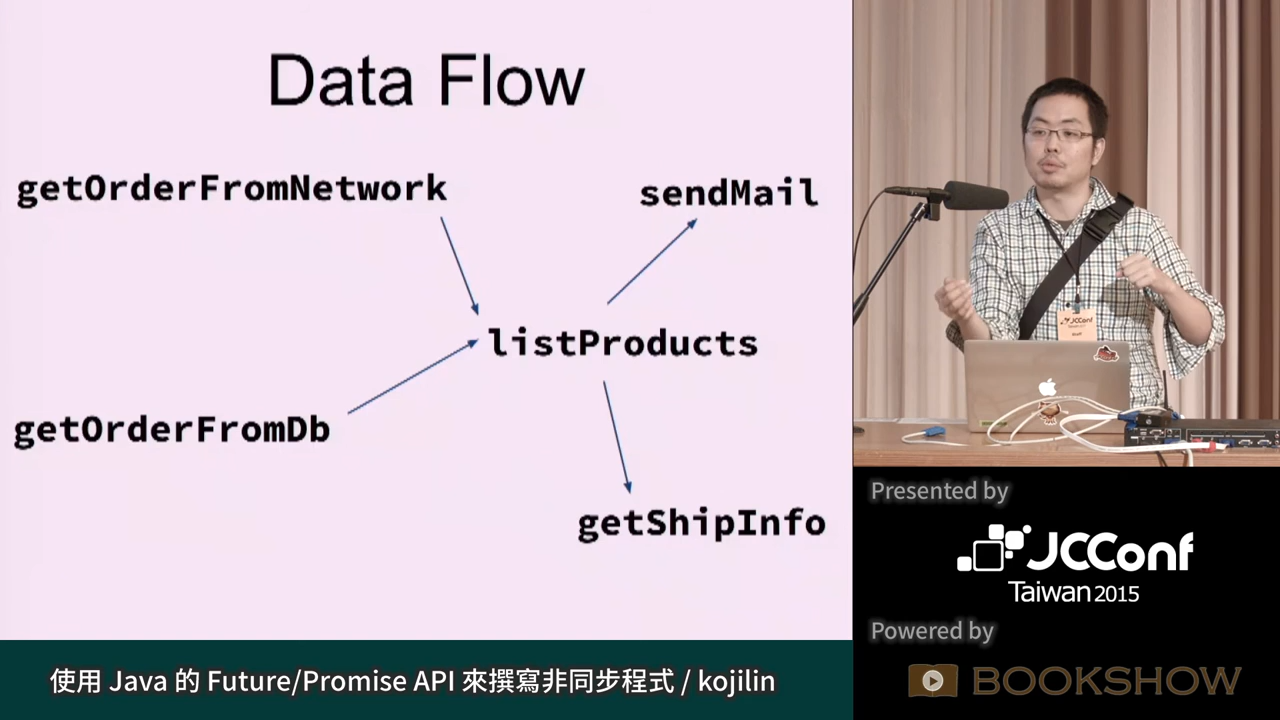 Data Flow
getOrderFromNetwork
sendMail
listProducts
getOrderFromDb
getShipInfo
JCConf
Presented by
JCConf
Taiwan 2015
Powered by
BOOKSHOW
使用 Java 的 Future/Promise API 來撰寫非同步程式 / kojilin